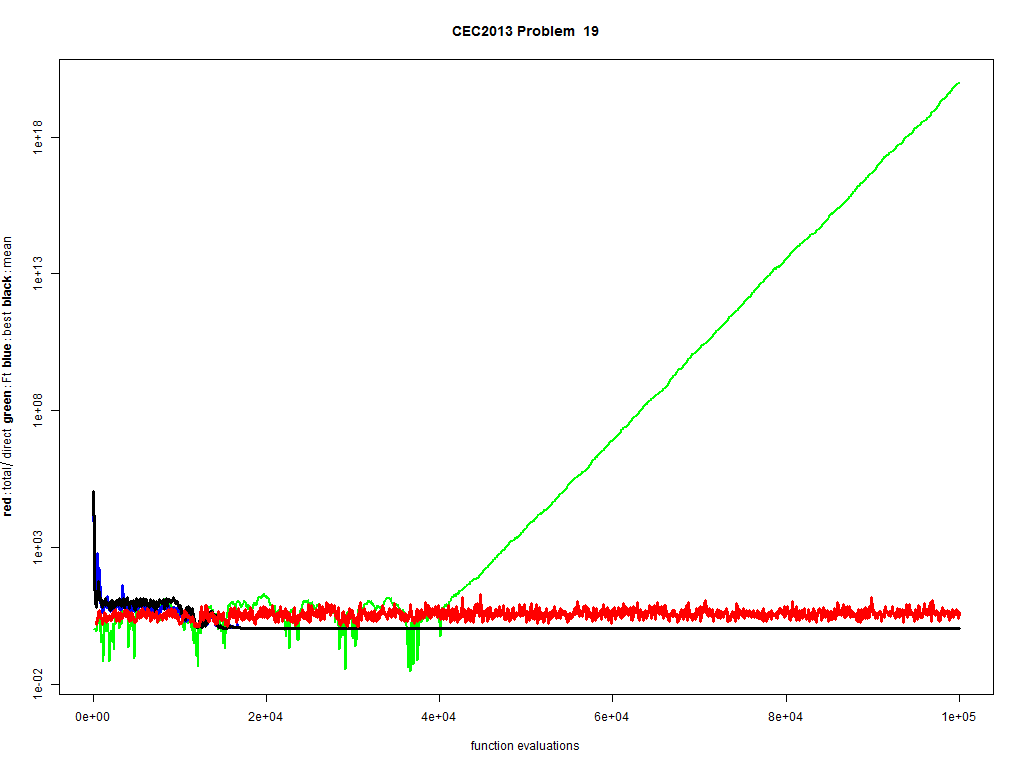 CEC2013 Problem 19
red : total/ direct green : Ft blue : best black : mean
1e+18
1e+13
1e+08
1e+03
1e-02
0e+00 2e+04 4e+04 6e+04 8e+04 1e+05
function evaluations